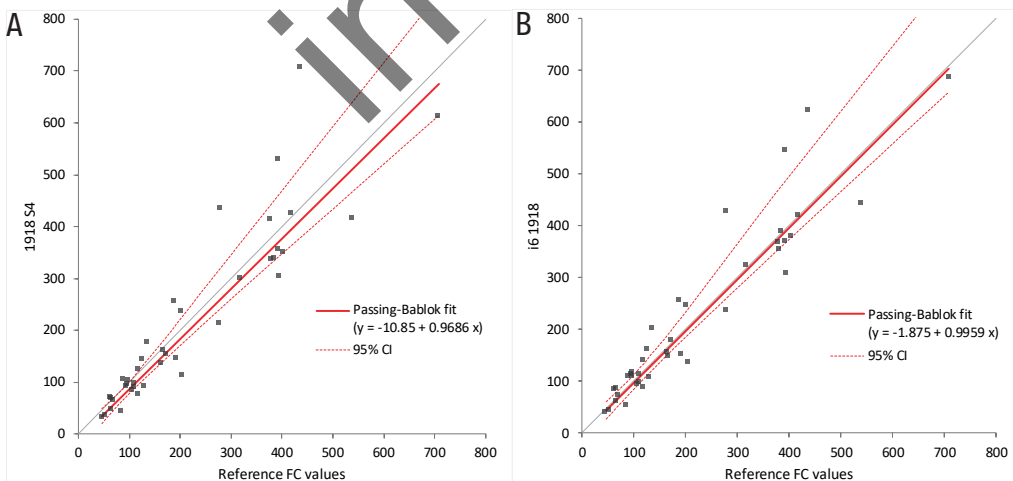 A
800
700
600
500
400
300
200
100
0
1918 S4
0 100 200 300 400 500 600 700 800
Reference FC values
Passing-Bablok fit
(y = -10.85 + 0.9686 x)
95% CI
in
B
800
700
600
500
400
300
200
100
0
i6 1918
0 100 200 300 400 500 600 700 800
Reference FC values
Passing-Bablok fit
(y = -1.875 + 0.9959 x)
95% CI